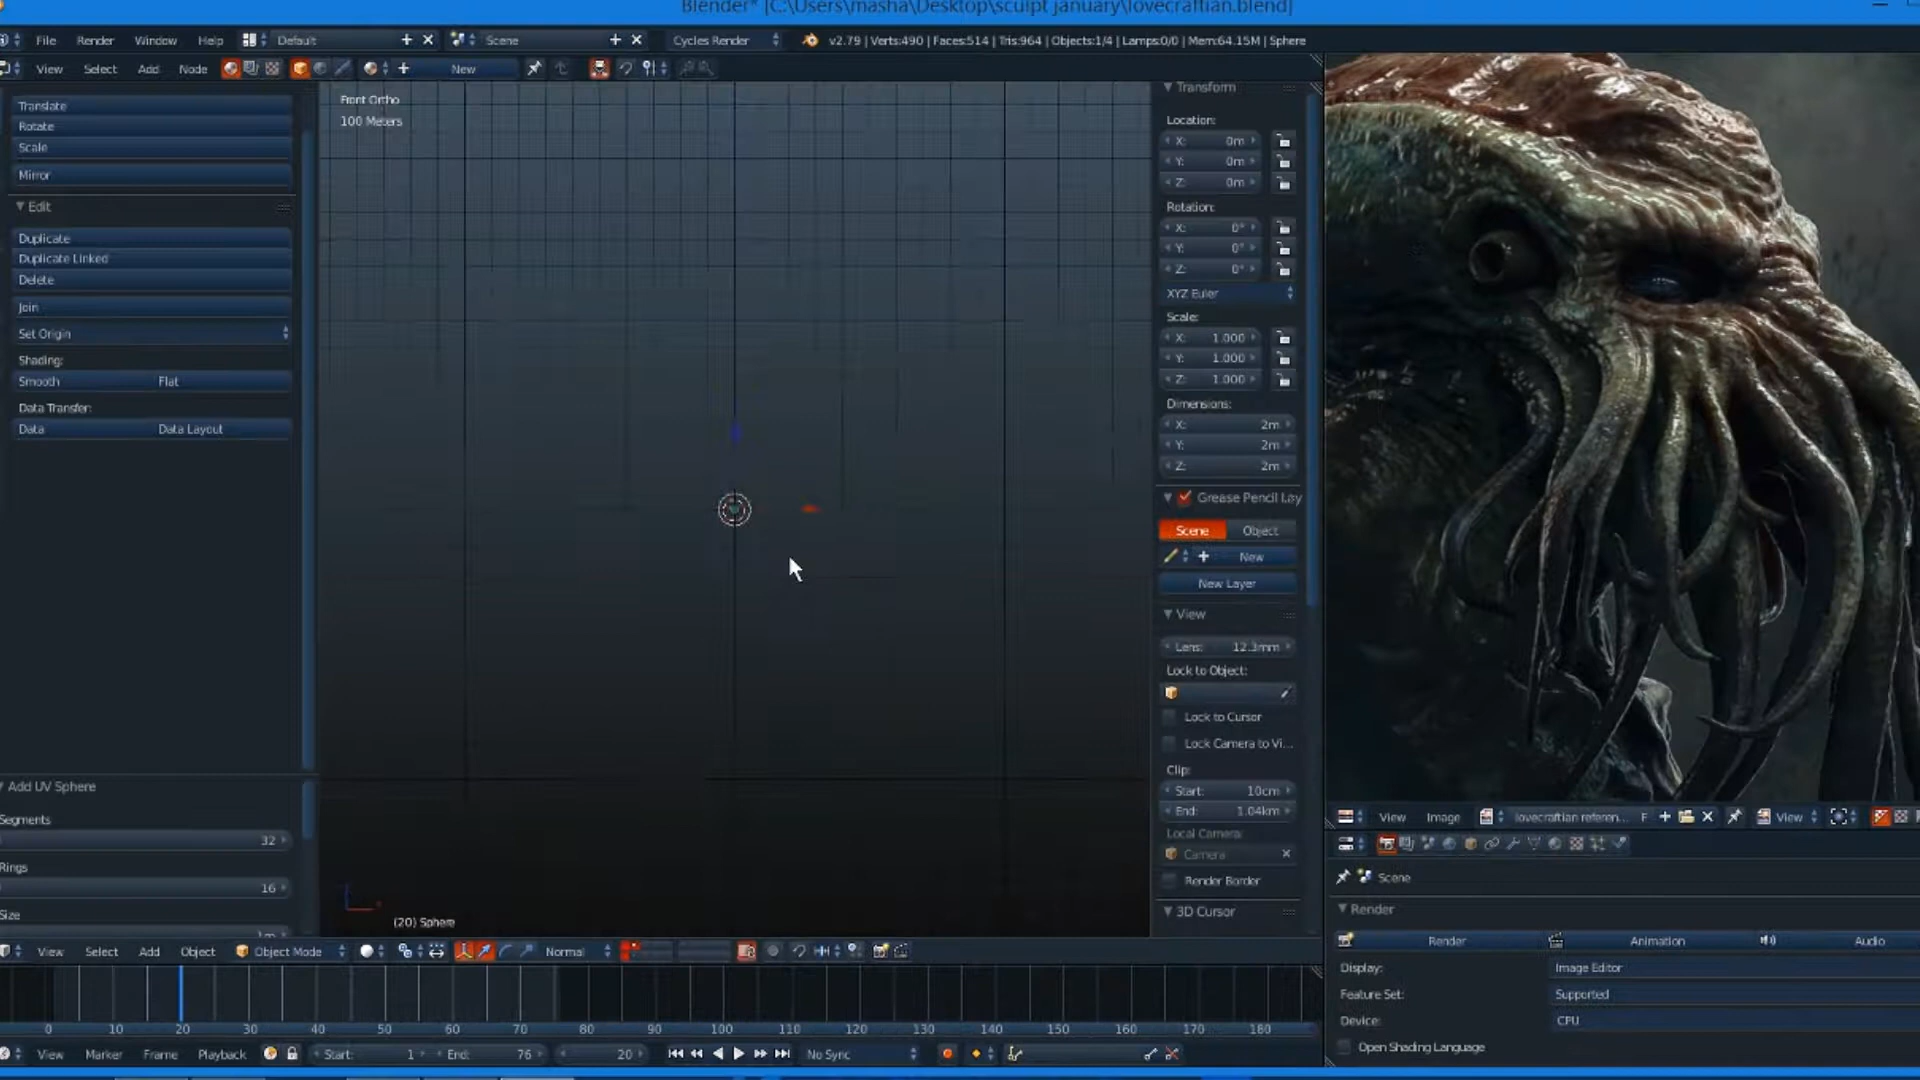 Blender* [C:\Users\masha\Desktop\sculpt january\lovecraftian.blend]
File Render Window Help Default Scene Cycles Render v2.79 | Verts:490 | Faces:514 | Tris:964 | Objects:1/4 | Lamps:0/0 | Mem:64.15M | Sphere
View Select Add Node New
Translate
Rotate
Scale
Mirror
Edit
Duplicate
Duplicate Linked
Delete
Join
Set Origin
Shading:
Smooth Flat
Data Transfer:
Data Data Layout
Add UV Sphere
Segments
32
Rings
16
Size
1m
Front Ortho
100 Meters
(20) Sphere
Transform
Location:
X: 0m
Y: 0m
Z: 0m
Rotation:
X: 0°
Y: 0°
Z: 0°
XYZ Euler
Scale:
X: 1.000
Y: 1.000
Z: 1.000
Dimensions:
X: 2m
Y: 2m
Z: 2m
Grease Pencil Lay
Scene Object
New
New Layer
View
Lens: 12.3mm
Lock to Object:
Lock to Cursor
Lock Camera to Vi...
Clip:
Start: 10cm
End: 1.04km
Local Camera:
Camera
Render Border
3D Cursor
View Image lovecraftian referen... F View
Scene
Render
Render Animation Audio
Display: Image Editor
Feature Set: Supported
Device: CPU
Open Shading Language
View Select Add Object Object Mode Normal
0 10 20 30 40 50 60 70 80 90 100 110 120 130 140 150 160 170 180
View Marker Frame Playback Start: 1 End: 76 20 No Sync